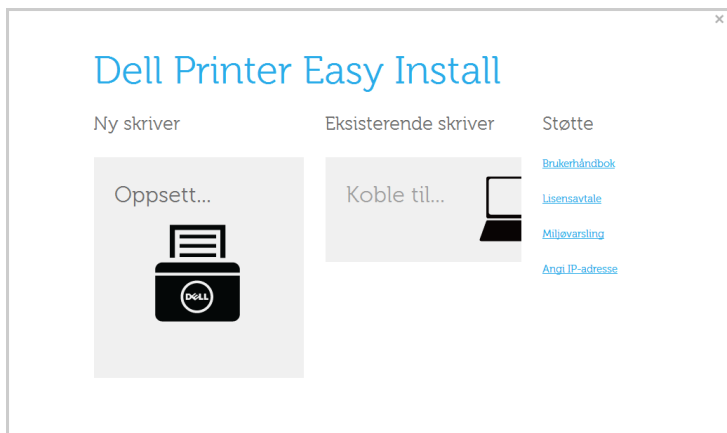 ×
Dell Printer Easy Install
Ny skriver
Oppsett...
DELL
Eksisterende skriver
Koble til...
Støtte
Brukerhåndbok
Lisensavtale
Miljøvarsling
Angi IP-adresse